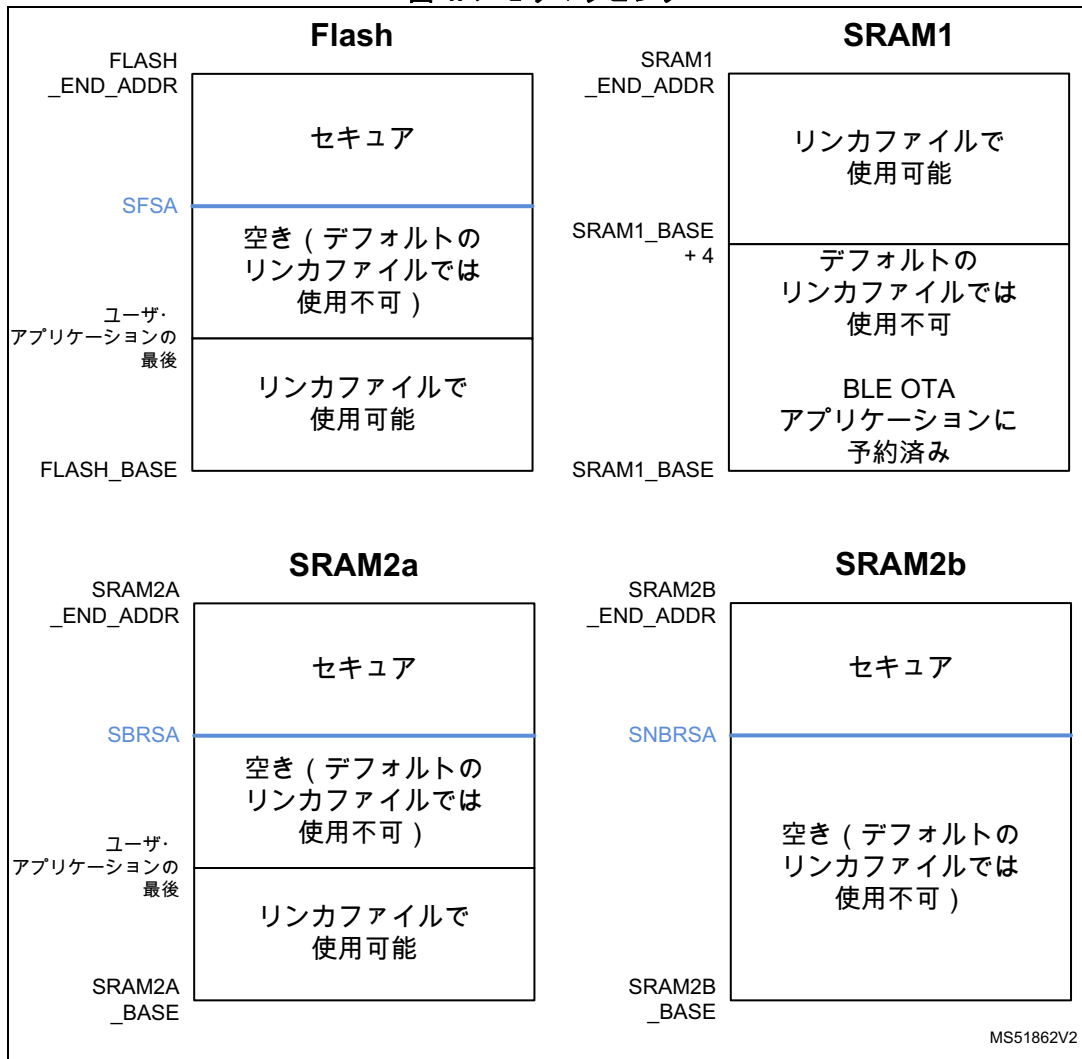 Flash
FLASH
_END_ADDR
セキュア
SFSA
空き（デフォルトの
リンカファイルでは
使用不可）
ユーザ・
アプリケーションの
最後
リンカファイルで
使用可能
FLASH_BASE
SRAM1
SRAM1
_END_ADDR
リンカファイルで
使用可能
SRAM1_BASE
+ 4
デフォルトの
リンカファイルでは
使用不可
BLE OTA
アプリケーションに
予約済み
SRAM1_BASE
SRAM2a
SRAM2A
_END_ADDR
セキュア
SBRSA
空き（デフォルトの
リンカファイルでは
使用不可）
ユーザ・
アプリケーションの
最後
リンカファイルで
使用可能
SRAM2A
_BASE
SRAM2b
SRAM2B
_END_ADDR
セキュア
SNBRSA
空き（デフォルトの
リンカファイルでは
使用不可）
SRAM2B
_BASE
MS51862V2